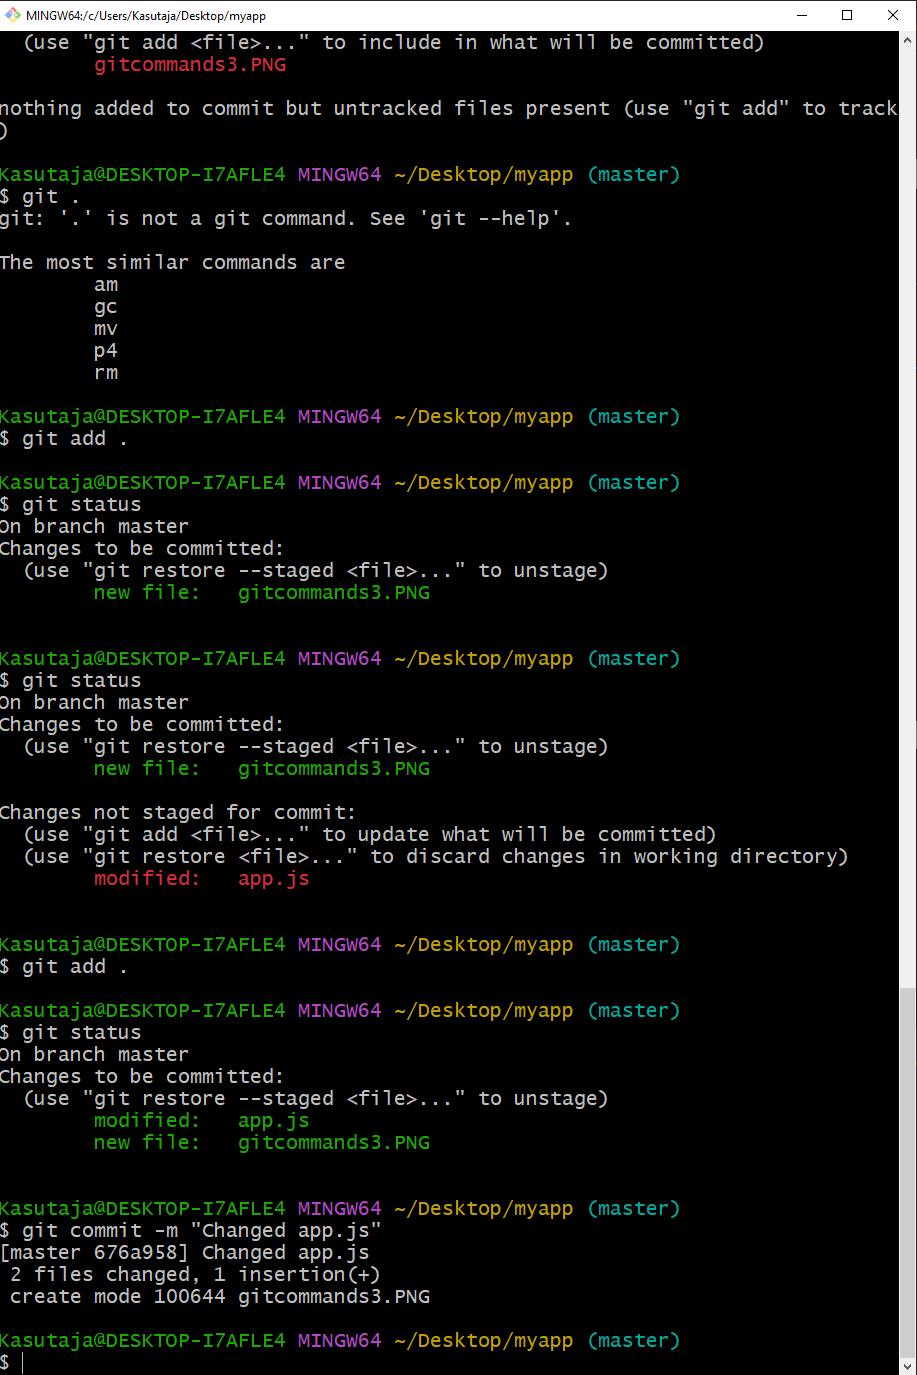 MINGW64:/c/Users/Kasutaja/Desktop/myapp
(use "git add <file>..." to include in what will be committed)
gitcommands3.PNG
nothing added to commit but untracked files present (use "git add" to track
)
Kasutaja@DESKTOP-I7AFLE4 MINGW64 ~/Desktop/myapp (master)
$ git .
git: '.' is not a git command. See 'git --help'.
The most similar commands are
am
gc
mv
p4
rm
Kasutaja@DESKTOP-I7AFLE4 MINGW64 ~/Desktop/myapp (master)
$ git add .
Kasutaja@DESKTOP-I7AFLE4 MINGW64 ~/Desktop/myapp (master)
$ git status
On branch master
Changes to be committed:
(use "git restore --staged <file>..." to unstage)
new file:   gitcommands3.PNG
Kasutaja@DESKTOP-I7AFLE4 MINGW64 ~/Desktop/myapp (master)
$ git status
On branch master
Changes to be committed:
(use "git restore --staged <file>..." to unstage)
new file:   gitcommands3.PNG
Changes not staged for commit:
(use "git add <file>..." to update what will be committed)
(use "git restore <file>..." to discard changes in working directory)
modified:   app.js
Kasutaja@DESKTOP-I7AFLE4 MINGW64 ~/Desktop/myapp (master)
$ git add .
Kasutaja@DESKTOP-I7AFLE4 MINGW64 ~/Desktop/myapp (master)
$ git status
On branch master
Changes to be committed:
(use "git restore --staged <file>..." to unstage)
modified:   app.js
new file:   gitcommands3.PNG
Kasutaja@DESKTOP-I7AFLE4 MINGW64 ~/Desktop/myapp (master)
$ git commit -m "Changed app.js"
[master 676a958] Changed app.js
2 files changed, 1 insertion(+)
create mode 100644 gitcommands3.PNG
Kasutaja@DESKTOP-I7AFLE4 MINGW64 ~/Desktop/myapp (master)
$